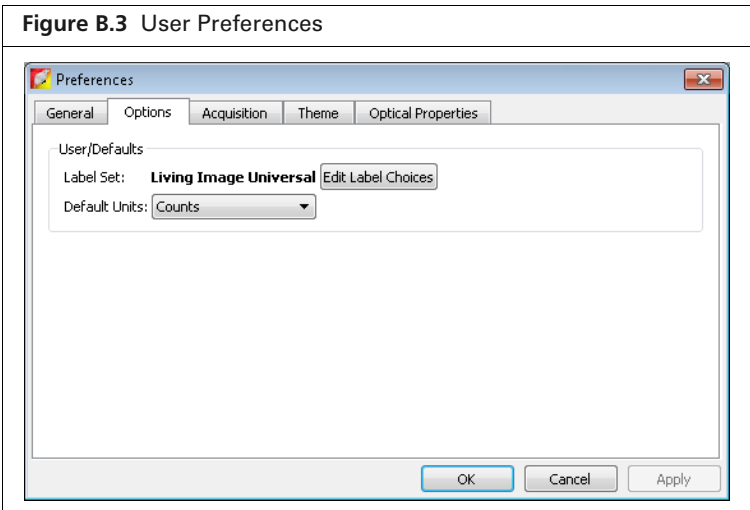 Figure B.3 User Preferences
Preferences
General Options Acquisition Theme Optical Properties
User/Defaults
Label Set: Living Image Universal Edit Label Choices
Default Units: Counts
OK Cancel Apply